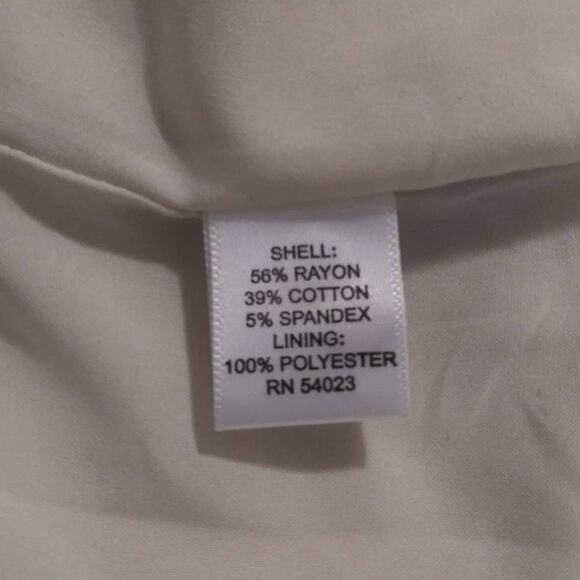 SHELL:
56% RAYON
39% COTTON
5% SPANDEX
LINING:
100% POLYESTER
RN 54023